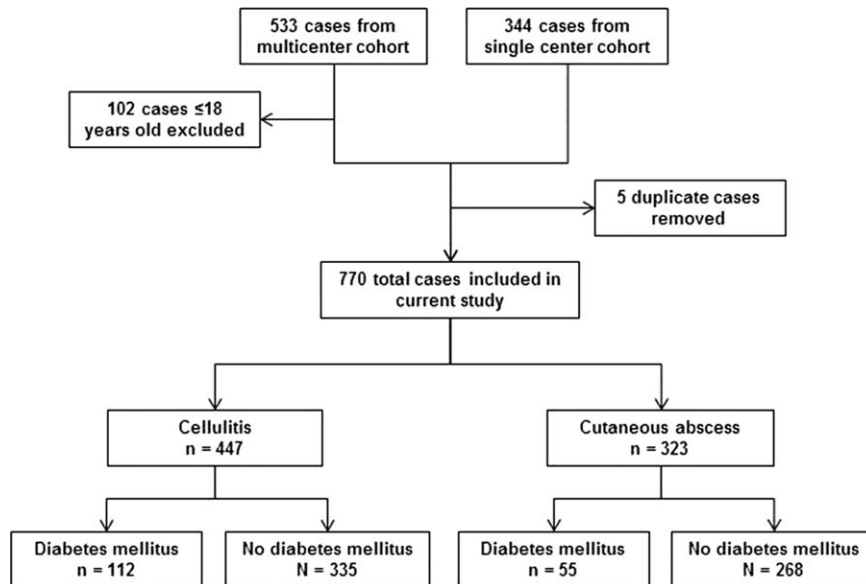 533 cases from
multicenter cohort
344 cases from
single center cohort
102 cases ≤18
years old excluded
5 duplicate cases
removed
770 total cases included in
current study
Cellulitis
n = 447
Cutaneous abscess
n = 323
Diabetes mellitus
n = 112
No diabetes mellitus
N = 335
Diabetes mellitus
n = 55
No diabetes mellitus
N = 268